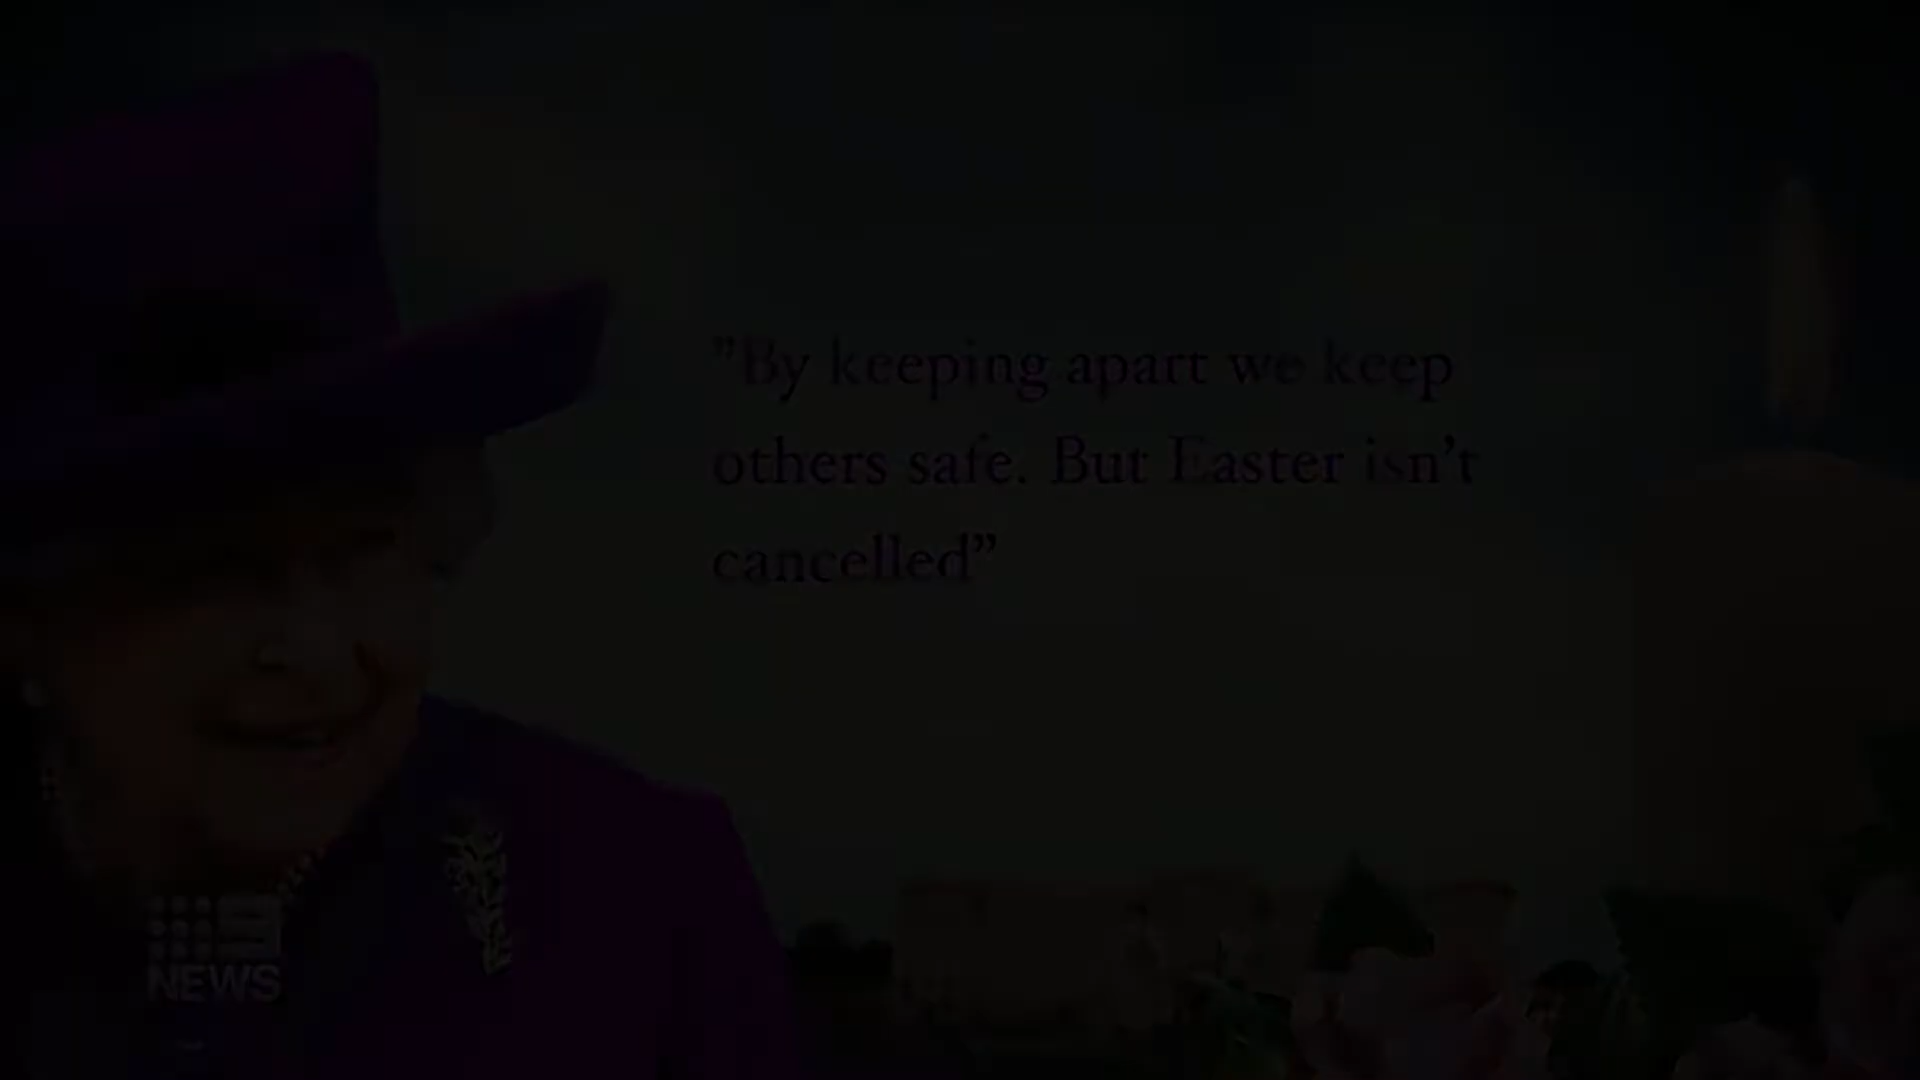 "By keeping apart we keep
others safe. But Easter isn't
cancelled"
9
NEWS